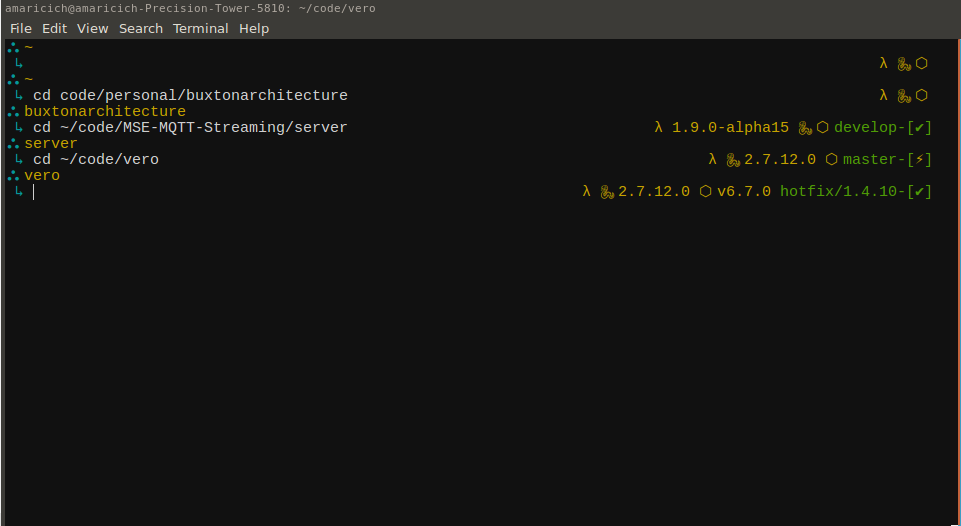 amaricich@amaricich-Precision-Tower-5810: ~/code/vero
File Edit View Search Terminal Help
∴ ~
↳ λ 🐍 ⬡
∴ ~
↳ cd code/personal/buxtonarchitecture λ 🐍 ⬡
∴ buxtonarchitecture
↳ cd ~/code/MSE-MQTT-Streaming/server λ 1.9.0-alpha15 🐍 ⬡ develop-[✔]
∴ server
↳ cd ~/code/vero λ 🐍 2.7.12.0 ⬡ master-[⚡]
∴ vero
↳ λ 🐍 2.7.12.0 ⬡ v6.7.0 hotfix/1.4.10-[✔]